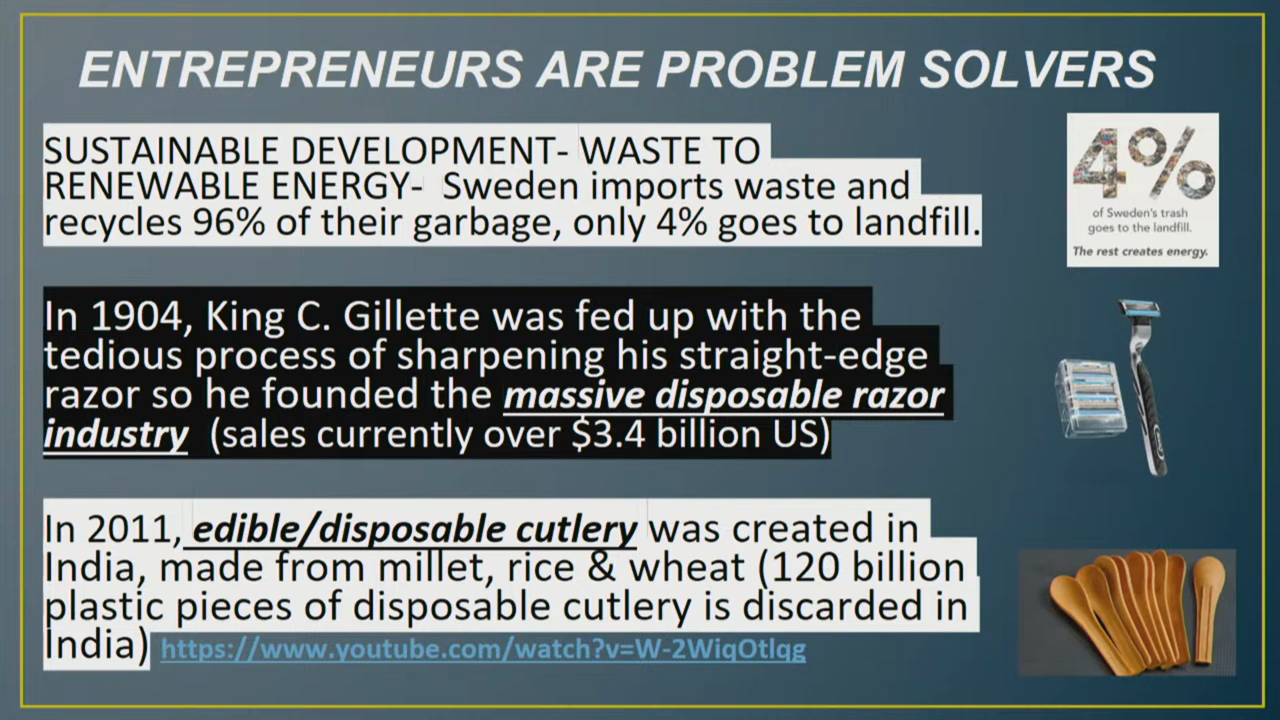 ENTREPRENEURS ARE PROBLEM SOLVERS
SUSTAINABLE DEVELOPMENT- WASTE TO
RENEWABLE ENERGY- Sweden imports waste and
recycles 96% of their garbage, only 4% goes to landfill.
4%
of Sweden's trash
goes to the landfill.
The rest creates energy.
In 1904, King C. Gillette was fed up with the
tedious process of sharpening his straight-edge
razor so he founded the massive disposable razor
industry (sales currently over $3.4 billion US)
In 2011, edible/disposable cutlery was created in
India, made from millet, rice & wheat (120 billion
plastic pieces of disposable cutlery is discarded in
India) https://www.youtube.com/watch?v=W-2WiqOtlqg